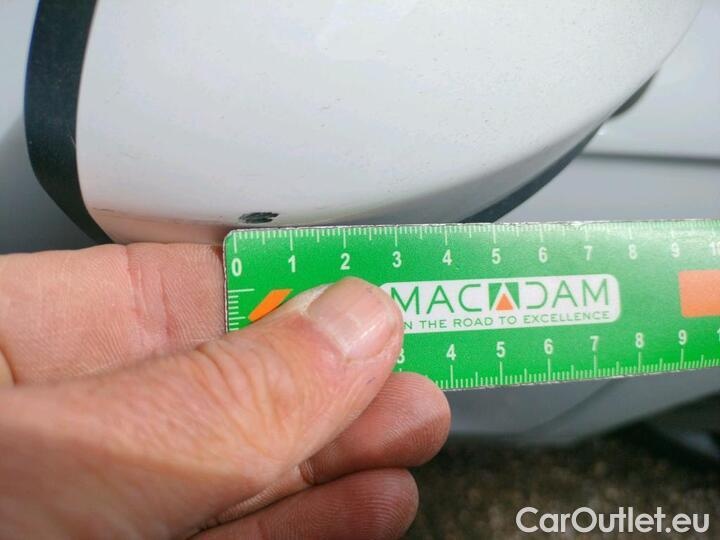 0 1 2 3 4 5 6 7 8 9
MACADAM
N THE ROAD TO EXCELLENCE
3 4 5 6 7 8 9
CarOutlet.eu